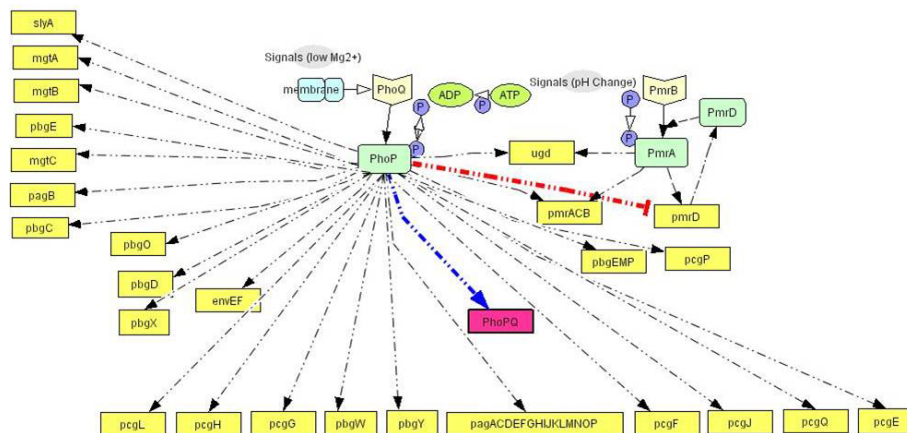 slyA
mgtA
mgtB
pbgE
mgtC
pagB
pbgC
Signals (low Mg2+)
membrane
PhoQ
P
ADP
P
ATP
Signals (pH Change)
P
PmrB
PmrD
P
PhoP
ugd
P
PmrA
pmrACB
pmrD
pbgO
pbgD
pbgX
envEF
pbgEMP
pcgP
PhoPQ
pcgL
pcgH
pcgG
pbgW
pbgY
pagACDEFGHIJKLMNOP
pcgF
pcgJ
pcgQ
pcgE